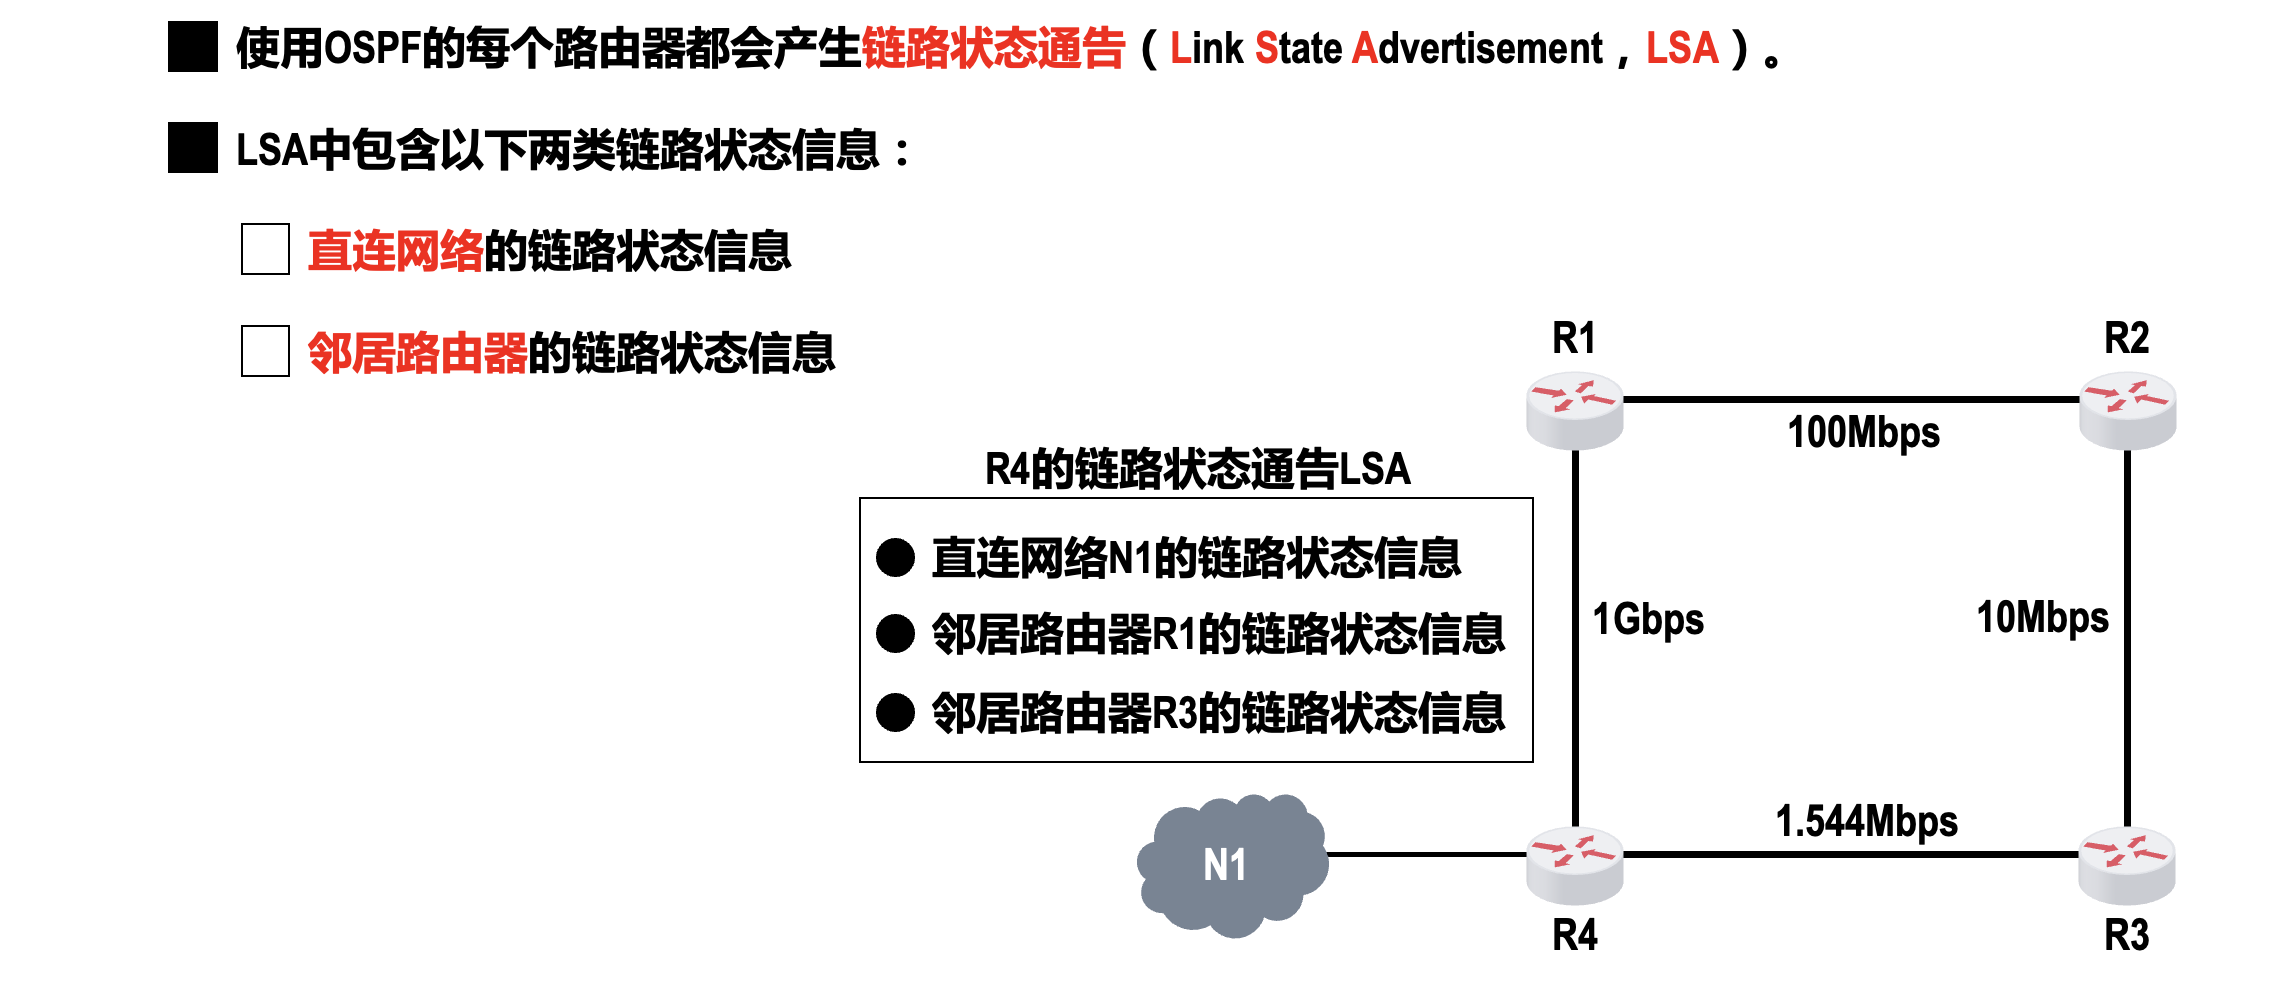 使用OSPF的每个路由器都会产生链路状态通告（Link State Advertisement，LSA）。
LSA中包含以下两类链路状态信息：
直连网络的链路状态信息
邻居路由器的链路状态信息
R1
R2
100Mbps
R4的链路状态通告LSA
直连网络N1的链路状态信息
邻居路由器R1的链路状态信息
邻居路由器R3的链路状态信息
1Gbps
10Mbps
1.544Mbps
N1
R4
R3